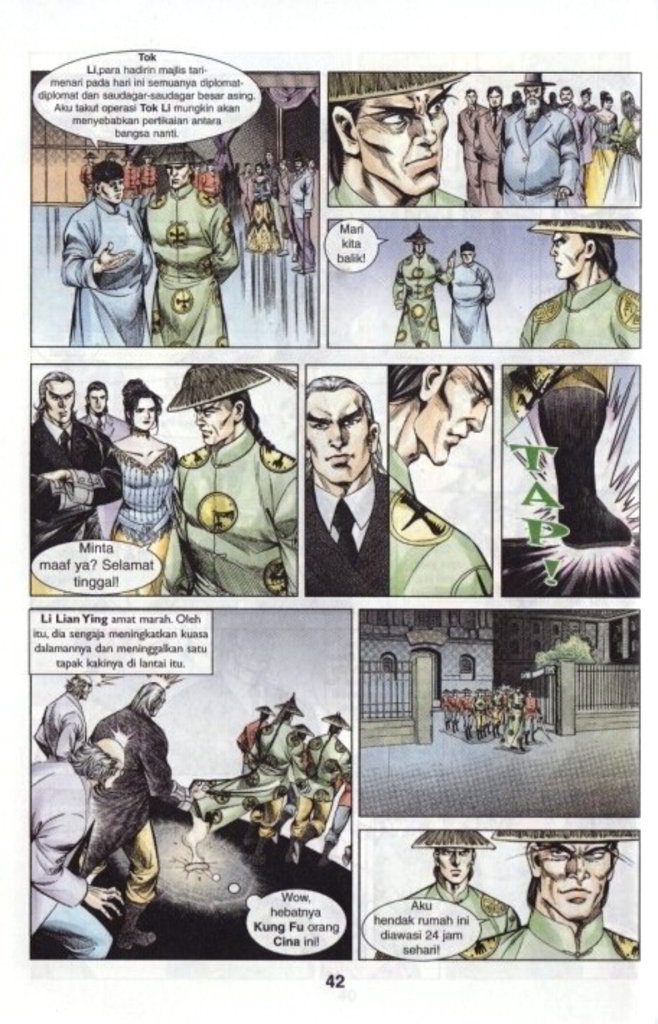 Tok
Li,para hadirin majlis tari-
menari pada hari ini semuanya diplomat-
diplomat dan saudagar-saudagar besar asing.
Aku takut operasi Tok Li mungkin akan
menyebabkan pertikaian antara
bangsa nanti.
Mari
kita
balik!
Minta
maaf ya? Selamat
tinggal!
TAP!
Li Lian Ying amat marah. Oleh
itu, dia sengaja meningkatkan kuasa
dalamannya dan meninggalkan satu
tapak kakinya di lantai itu.
Wow,
hebatnya
Kung Fu orang
Cina ini!
Aku
hendak rumah ini
diawasi 24 jam
sehari!
42